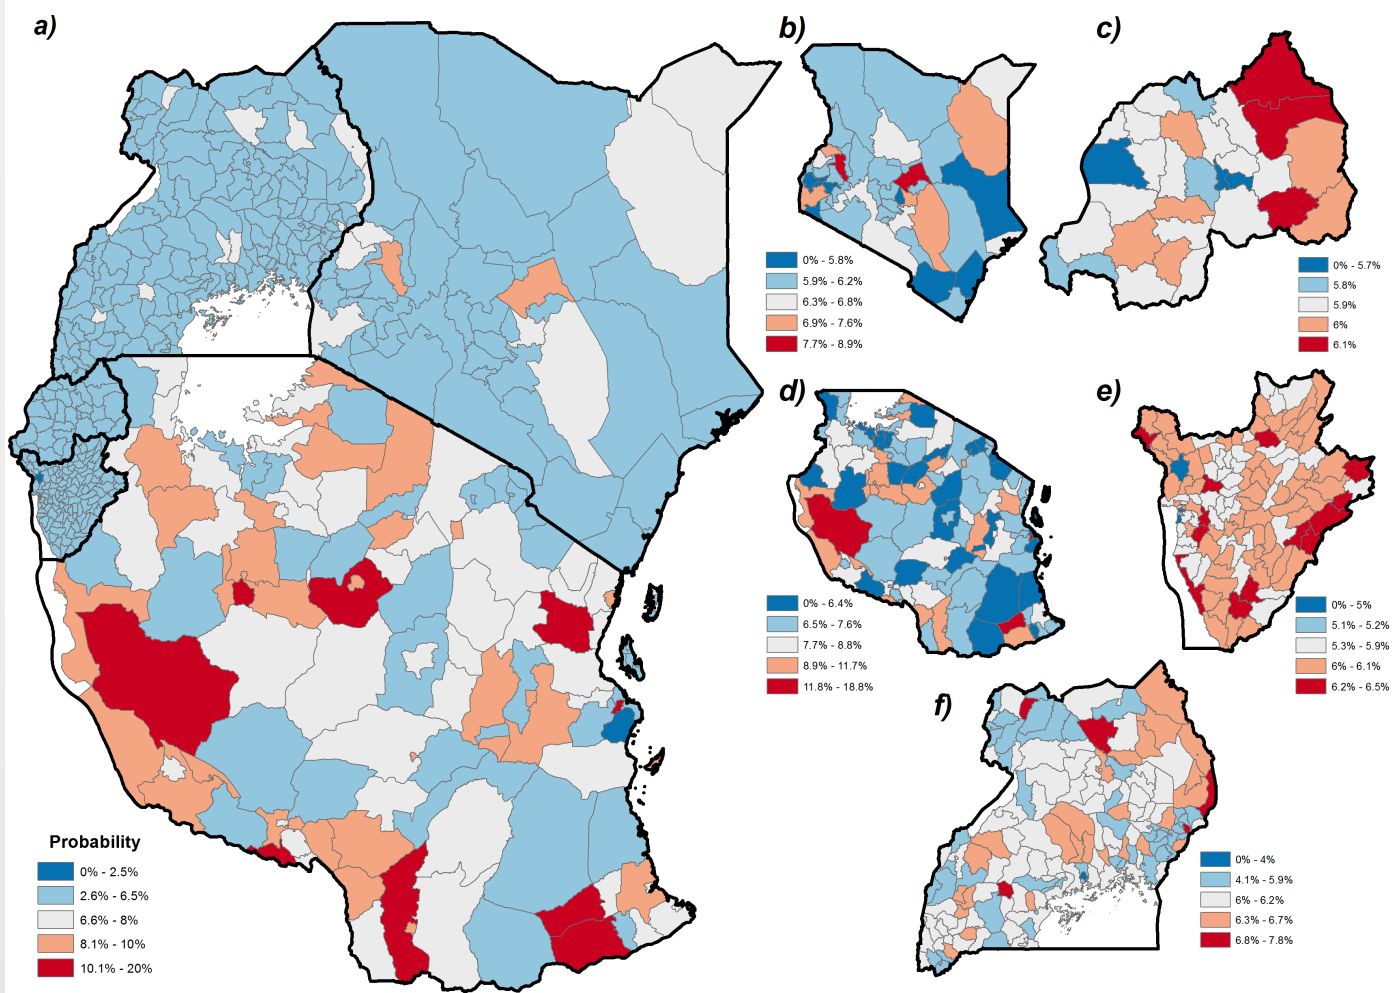 a)
Probability
0% - 2.5%
2.6% - 6.5%
6.6% - 8%
8.1% - 10%
10.1% - 20%
b)
0% - 5.8%
5.9% - 6.2%
6.3% - 6.8%
6.9% - 7.6%
7.7% - 8.9%
c)
0% - 5.7%
5.8%
5.9%
6%
6.1%
d)
0% - 6.4%
6.5% - 7.6%
7.7% - 8.8%
8.9% - 11.7%
11.8% - 18.8%
e)
0% - 5%
5.1% - 5.2%
5.3% - 5.9%
6% - 6.1%
6.2% - 6.5%
f)
0% - 4%
4.1% - 5.9%
6% - 6.2%
6.3% - 6.7%
6.8% - 7.8%